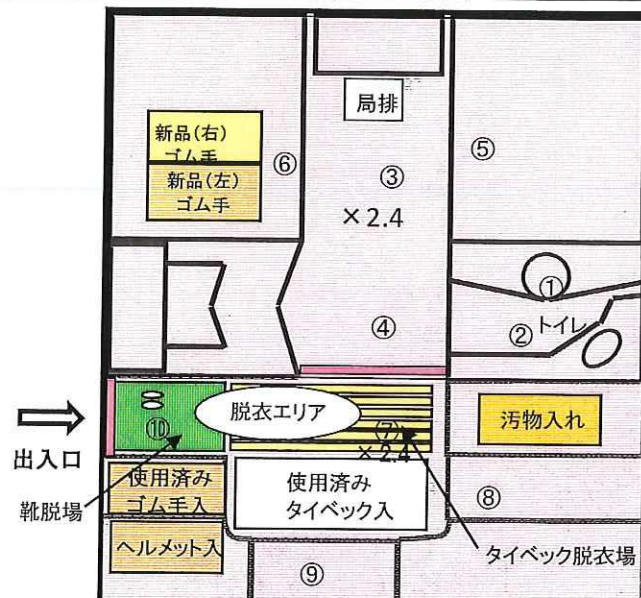 局排
新品(右)
ゴム手
新品(左)
ゴム手
⑥
③
⑤
×2.4
①
④
②
トイレ
脱衣エリア
⑩
⑦
×2.4
汚物入れ
出入口
使用済み
ゴム手入
使用済み
タイベック入
⑧
靴脱場
ヘルメット入
タイベック脱衣場
⑨